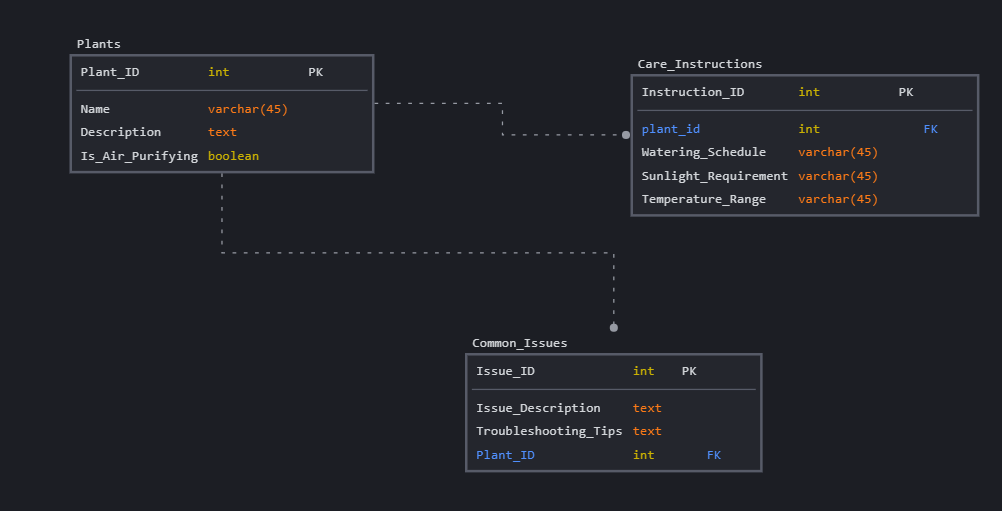 Plants
Plant_ID int PK
Name varchar(45)
Description text
Is_Air_Purifying boolean
Care_Instructions
Instruction_ID int PK
plant_id int FK
Watering_Schedule varchar(45)
Sunlight_Requirement varchar(45)
Temperature_Range varchar(45)
Common_Issues
Issue_ID int PK
Issue_Description text
Troubleshooting_Tips text
Plant_ID int FK